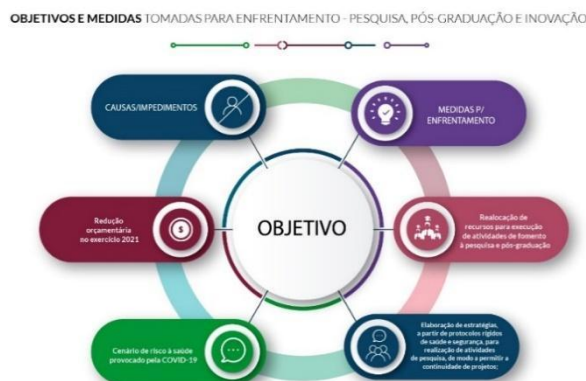 OBJETIVOS E MEDIDAS TOMADAS PARA ENFRENTAMENTO - PESQUISA, PÓS-GRADUAÇÃO E INOVAÇÃO
CAUSAS/IMPEDIMENTOS
MEDIDAS P/
ENFRENTAMENTO
Redução
orçamentária
no exercício 2021
$
OBJETIVO
Realocação de
recursos para execução
de atividades de fomento
à pesquisa e pós-graduação
Cenário de risco à saúde
provocado pela COVID-19
Elaboração de estratégias,
a partir de protocolos rígidos
de saúde e segurança, para
realização de atividades
de pesquisa, de modo a permitir a
continuidade de projetos;